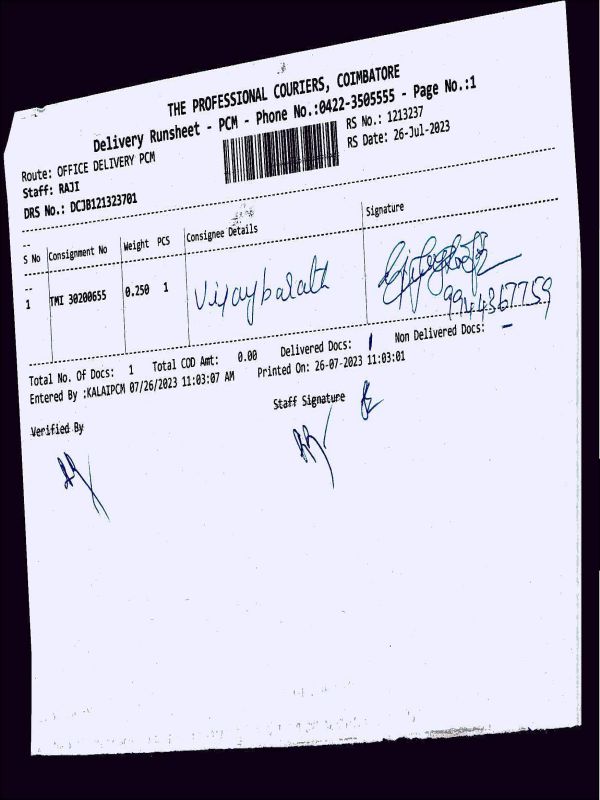 THE PROFESSIONAL COURIERS, COIMBATORE
Delivery Runsheet - PCM - Phone No.:0422-3505555 - Page No.:1
Route: OFFICE DELIVERY PCM
RS No.: 1213237
Staff: RAJI
RS Date: 26-Jul-2023
DRS No.: DCJB121323701
S No Consignment No Weight PCS Consignee Details Signature
1 TMI 30200655 0.250 1 Vijaybarath
9944367759
Total No. Of Docs: 1 Total COD Amt: 0.00 Delivered Docs: 1 Non Delivered Docs: -
Entered By :KALAIPCM 07/26/2023 11:03:07 AM Printed On: 26-07-2023 11:03:01
Verified By Staff Signature